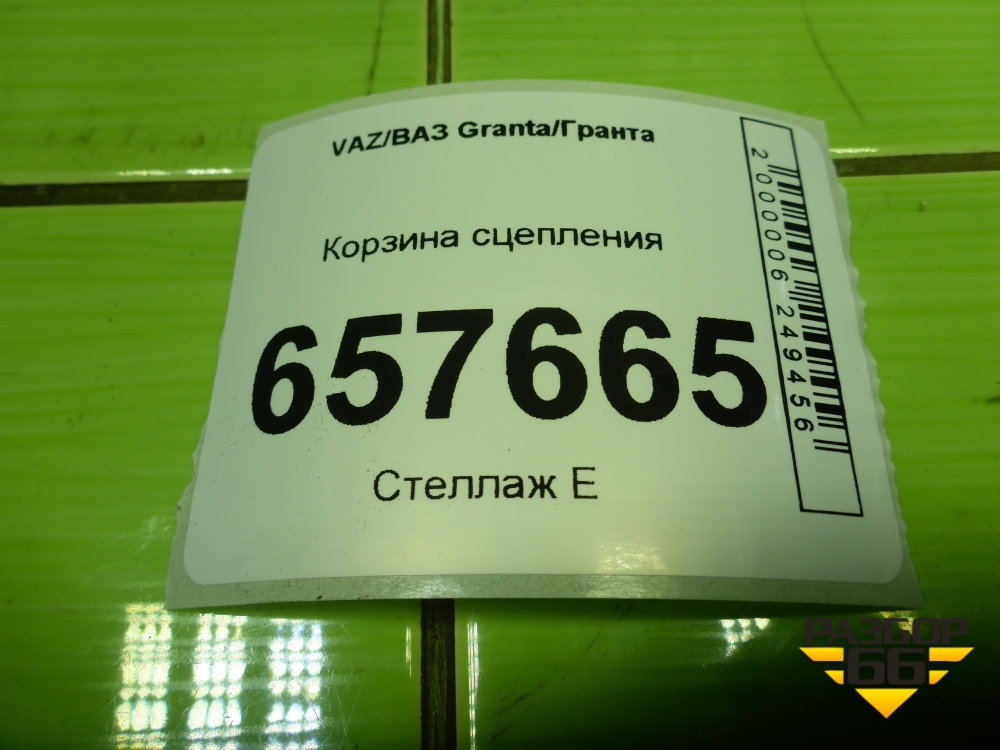 VAZ/ВАЗ Granta/Гранта
Корзина сцепления
657665
Стеллаж Е
2000006249456
РАЗБОР
66